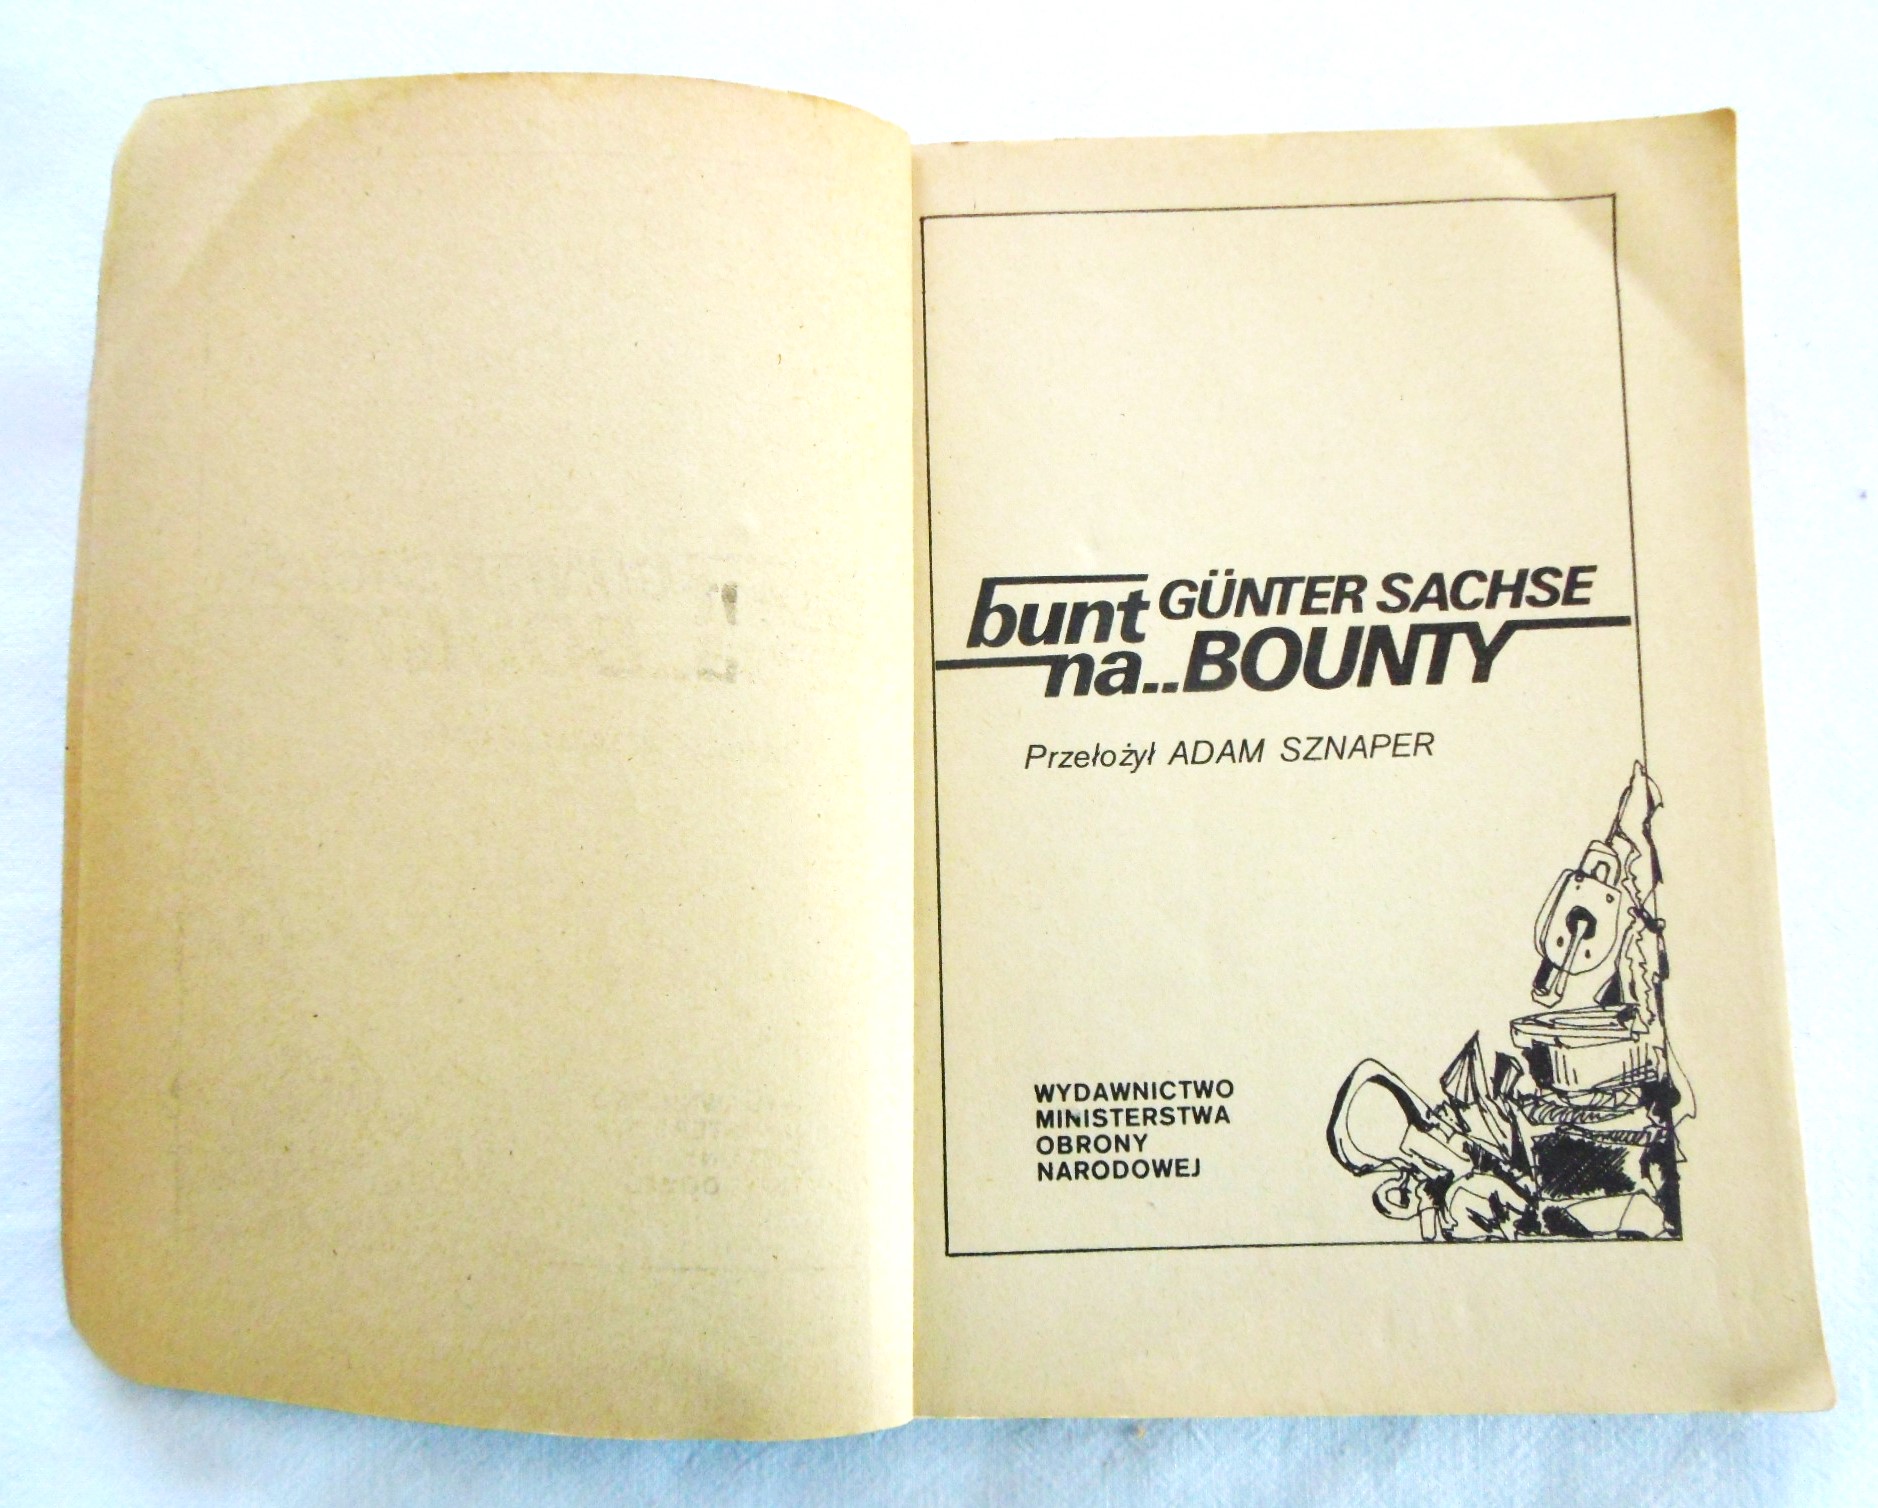 GÜNTER SACHSE
bunt
na..BOUNTY
Przełożył ADAM SZNAPER
WYDAWNICTWO
MINISTERSTWA
OBRONY
NARODOWEJ